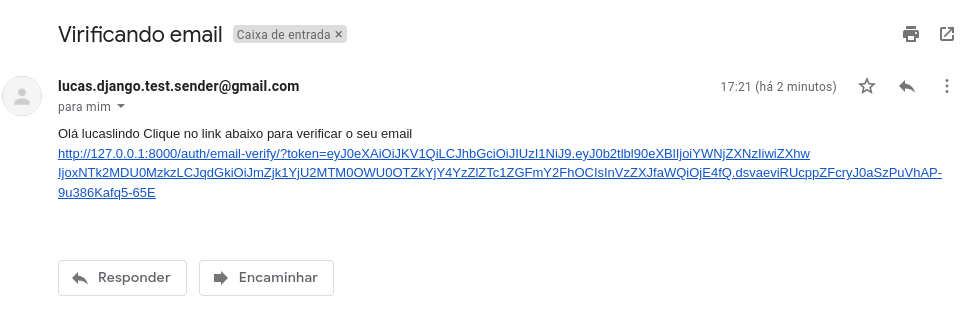 Virificando email Caixa de entrada ×
lucas.django.test.sender@gmail.com 17:21 (há 2 minutos)
para mim
Olá lucaslindo Clique no link abaixo para verificar o seu email
http://127.0.0.1:8000/auth/email-verify/?token=eyJ0eXAiOiJKV1QiLCJhbGciOiJIUzI1NiJ9.eyJ0b2tlbl90eXBlIjoiYWNjZXNzIiwiZXhw
IjoxNTk2MDU0MzkzLCJqdGkiOiJmZjk1YjU2MTM0OWU0OTZkYjY4YzZlZTc1ZGFmY2FhOCIsInVzZXJfaWQiOjE4fQ.dsvaeviRUcppZFcryJ0aSzPuVhAP-
9u386Kafq5-65E
Responder Encaminhar